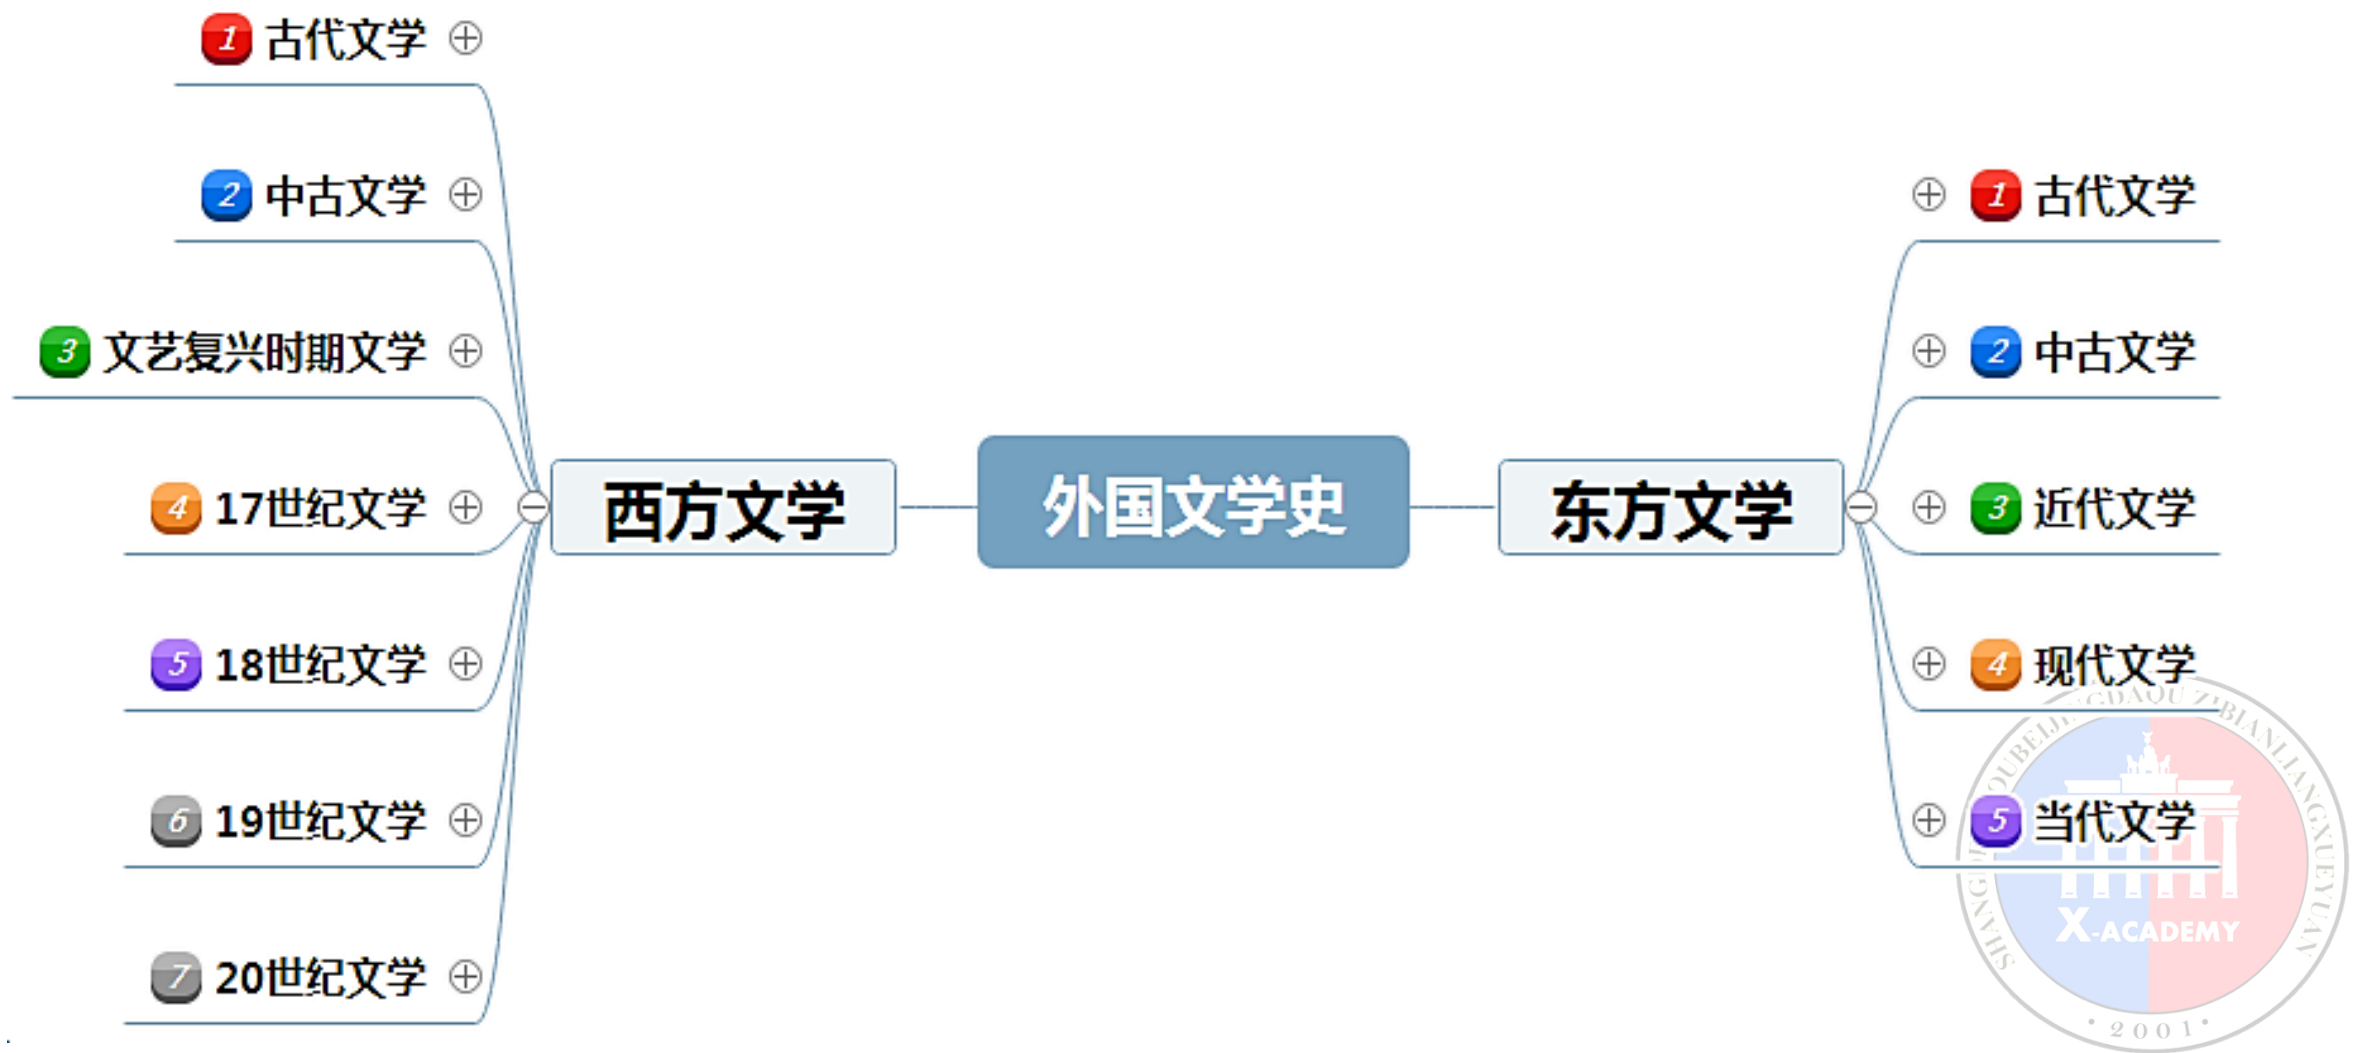 外国文学史
西方文学
1 古代文学
2 中古文学
3 文艺复兴时期文学
4 17世纪文学
5 18世纪文学
6 19世纪文学
7 20世纪文学
东方文学
1 古代文学
2 中古文学
3 近代文学
4 现代文学
5 当代文学
X-ACADEMY
·2001·